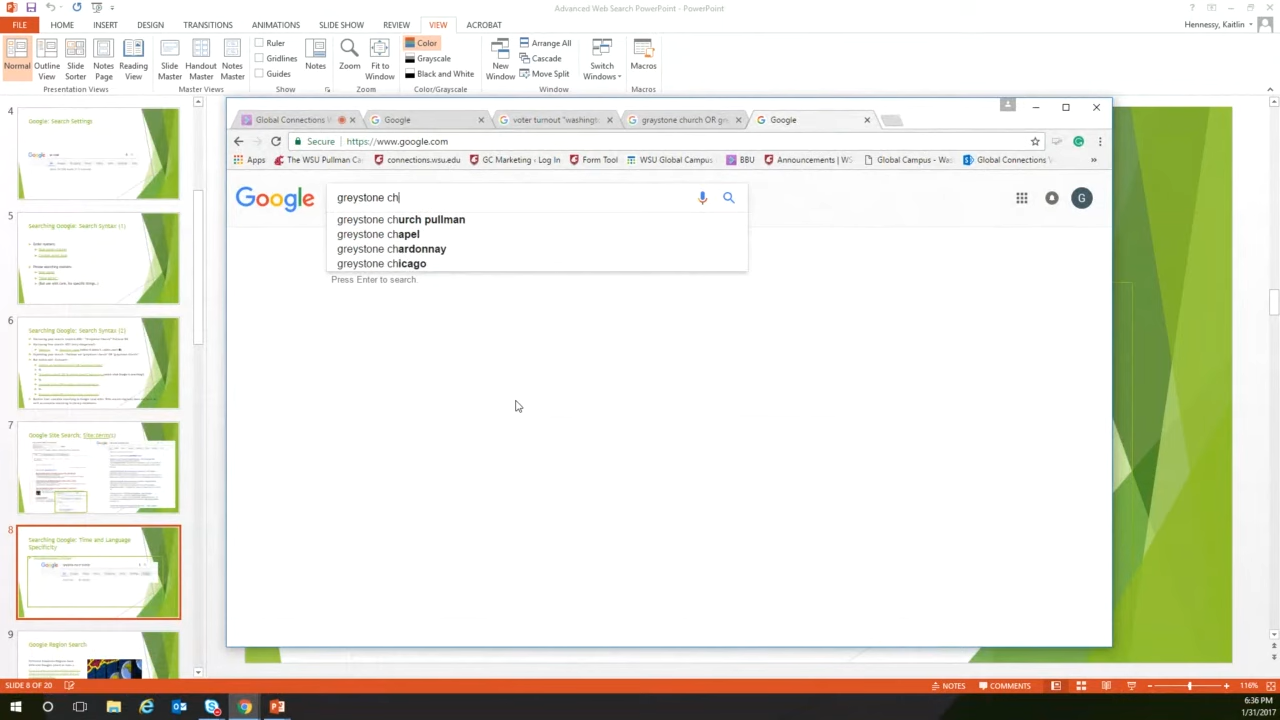 Advanced Web Search PowerPoint - PowerPoint
FILE HOME INSERT DESIGN TRANSITIONS ANIMATIONS SLIDE SHOW REVIEW VIEW ACROBAT
Hennessy, Kaitlin
Normal
Outline View
Slide Sorter
Notes Page
Reading View
Presentation Views
Slide Master
Handout Master
Notes Master
Master Views
Ruler
Gridlines
Guides
Show
Notes
Zoom
Fit to Window
Zoom
Color
Grayscale
Black and White
Color/Grayscale
New Window
Arrange All
Cascade
Move Split
Window
Switch Windows
Macros
Macros
4
Google: Search Settings
5
Searching Google: Search Syntax (1)
6
Searching Google: Search Syntax (2)
7
Google Site Search: Site:term(s)
8
Searching Google: Time and Language
Specificity
9
Google Region Search
Global Connections W
Google
voter turnout "washingt
graystone church OR gr
Google
Secure https://www.google.com
Apps
The WSU Pullman Ca
connections.wsu.edu
EC Marketing - Log In
Form Tool
WSU Global Campus
BBU
Announcements | WS
Global Campus - Was
Global Connections
Google
greystone ch
G
greystone church pullman
greystone chapel
greystone chardonnay
greystone chicago
Press Enter to search.
SLIDE 8 OF 20
NOTES
COMMENTS
116%
6:36 PM
1/31/2017